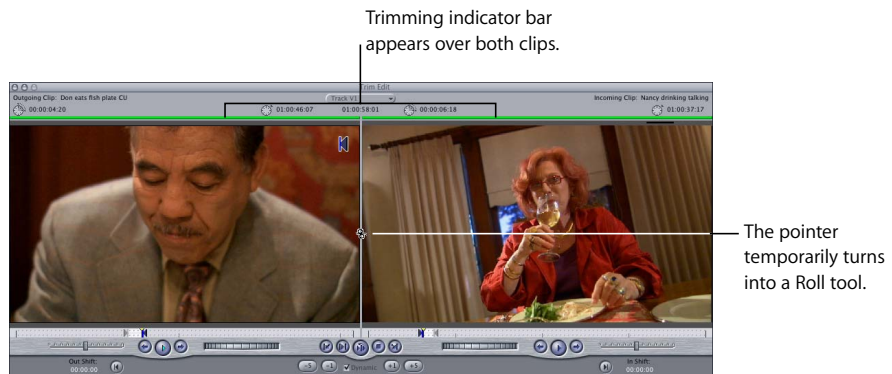 Trimming indicator bar
appears over both clips.
Trim Edit
Outgoing Clip: Don eats fish plate CU
Track V1
Incoming Clip: Nancy drinking talking
00:00:04:20
01:00:46:07
01:00:58:01
00:00:06:18
01:00:37:17
The pointer
temporarily turns
into a Roll tool.
Out Shift:
00:00:00
-5
-1
Dynamic
+1
+5
In Shift:
00:00:00